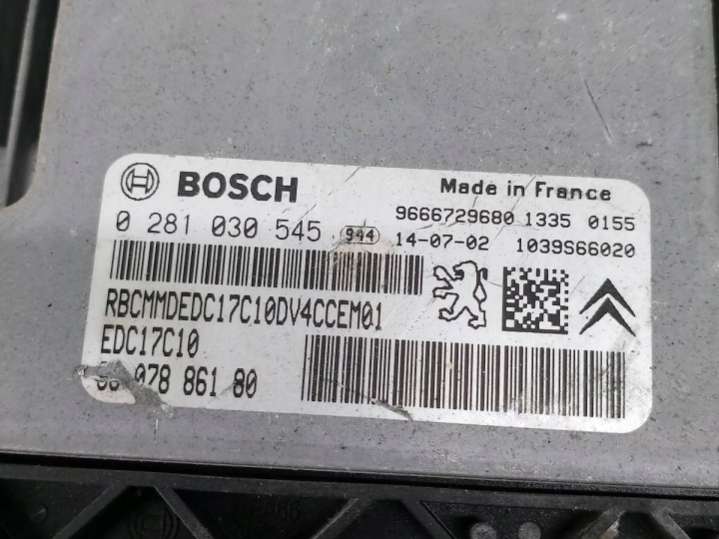 BOSCH
Made in France
9666729680 1335 0155
0 281 030 545 944 14-07-02 1039S66020
RBCMMDEDC17C10DV4CCEM01
EDC17C10
078 861 80